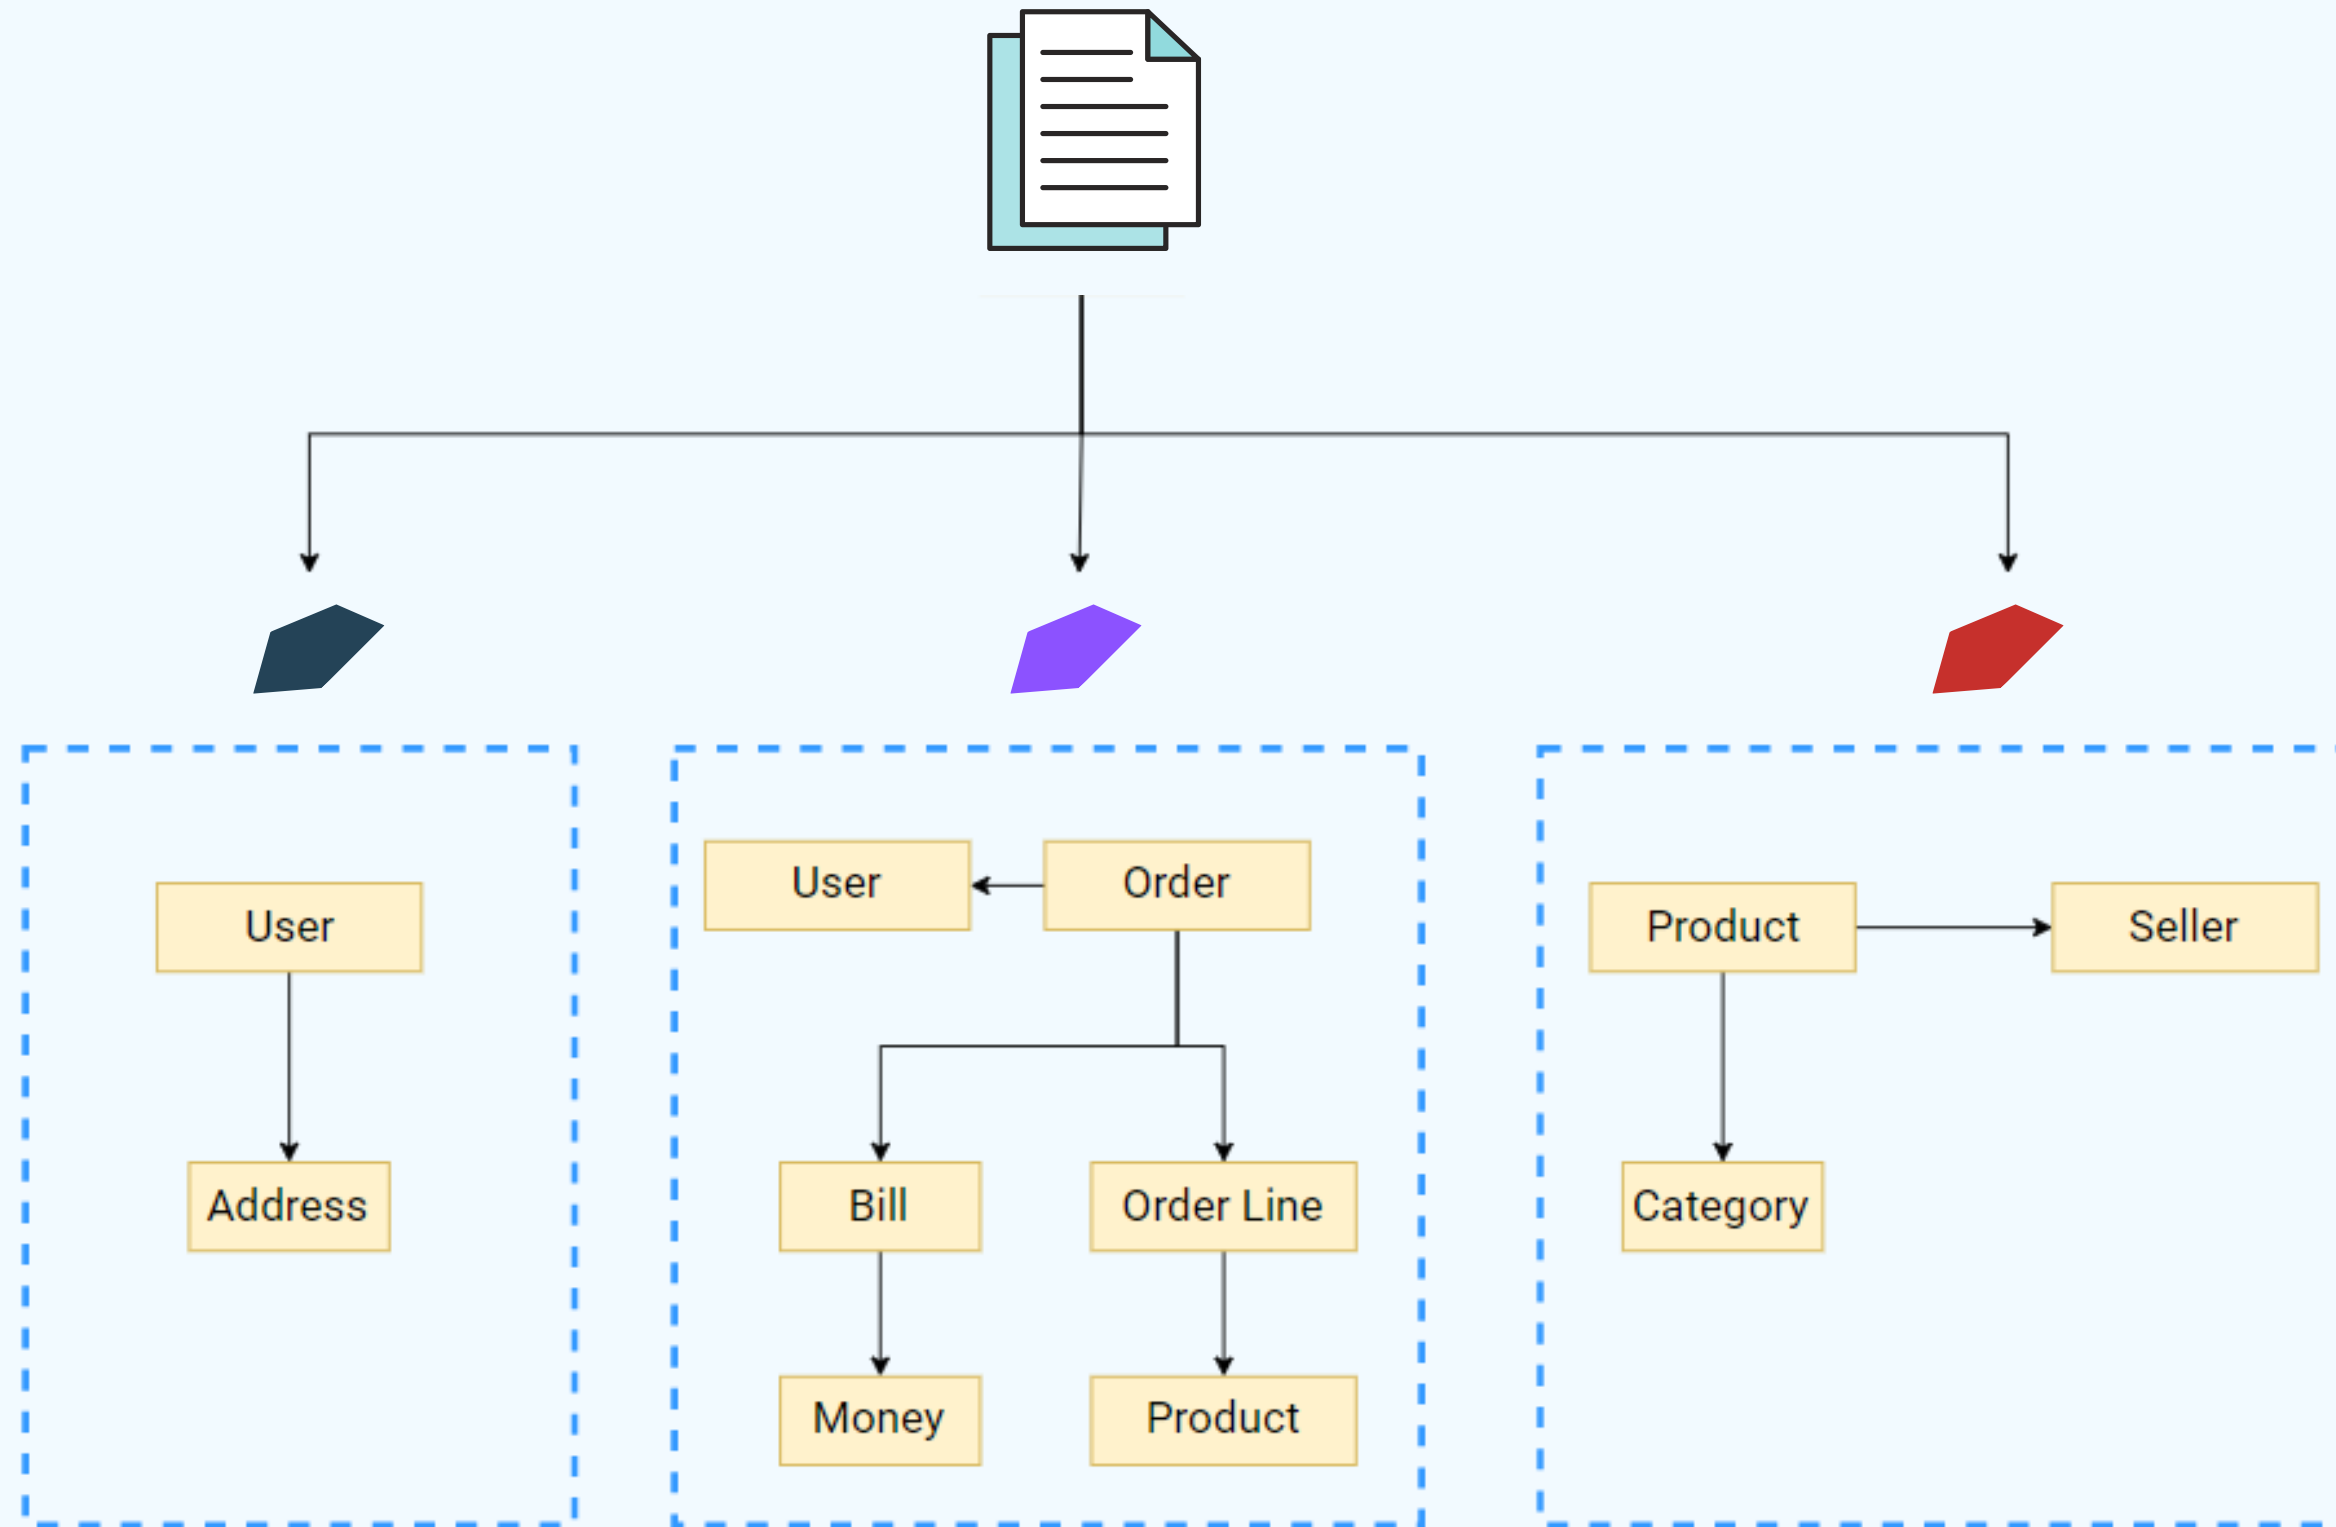 User
Address
User
Order
Bill
Order Line
Money
Product
Product
Seller
Category